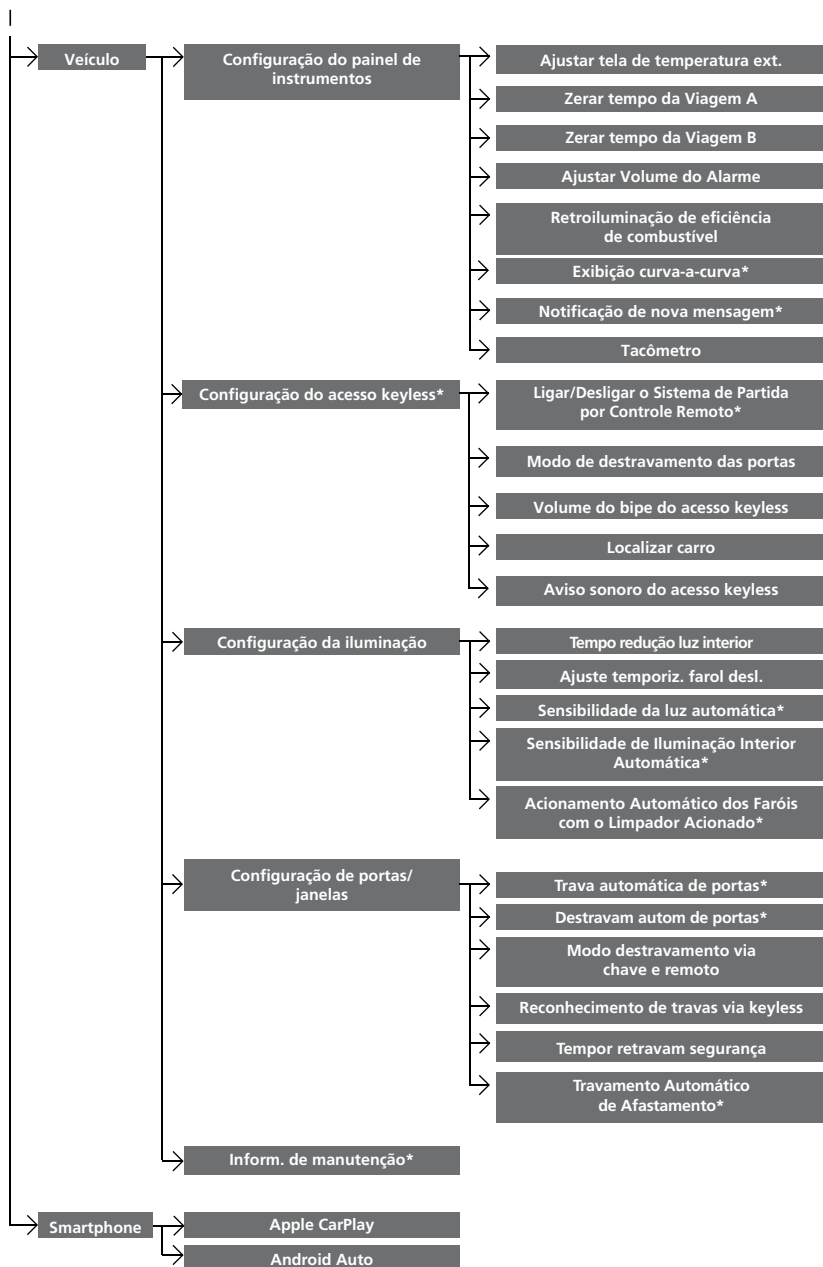 Veículo
Configuração do painel de
instrumentos
Ajustar tela de temperatura ext.
Zerar tempo da Viagem A
Zerar tempo da Viagem B
Ajustar Volume do Alarme
Retroiluminação de eficiência
de combustível
Exibição curva-a-curva*
Notificação de nova mensagem*
Tacômetro
Configuração do acesso keyless*
Ligar/Desligar o Sistema de Partida
por Controle Remoto*
Modo de destravamento das portas
Volume do bipe do acesso keyless
Localizar carro
Aviso sonoro do acesso keyless
Configuração da iluminação
Tempo redução luz interior
Ajuste temporiz. farol desl.
Sensibilidade da luz automática*
Sensibilidade de Iluminação Interior
Automática*
Acionamento Automático dos Faróis
com o Limpador Acionado*
Configuração de portas/
janelas
Trava automática de portas*
Destravam autom de portas*
Modo destravamento via
chave e remoto
Reconhecimento de travas via keyless
Tempor retravam segurança
Travamento Automático
de Afastamento*
Inform. de manutenção*
Smartphone
Apple CarPlay
Android Auto